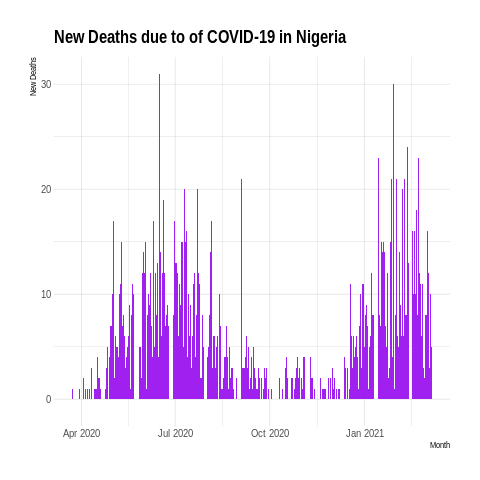 New Deaths due to of COVID-19 in Nigeria
New Deaths
30
20
10
0
Apr 2020 Jul 2020 Oct 2020 Jan 2021
Month